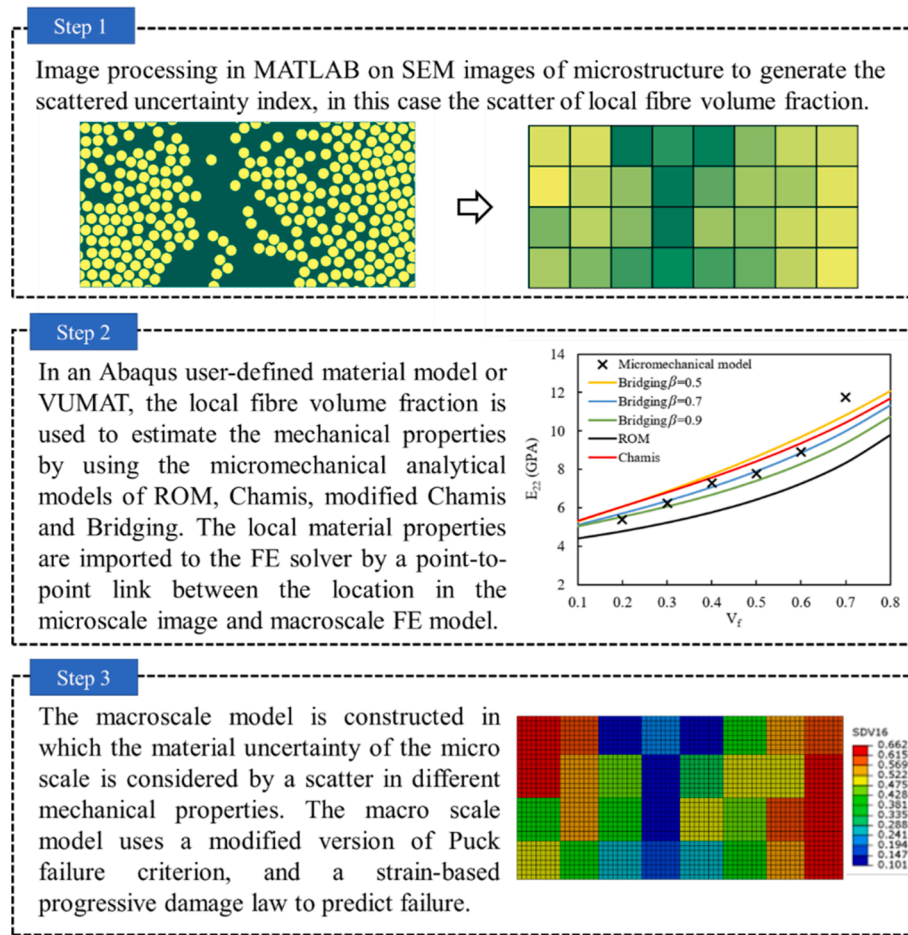 Step 1
Image processing in MATLAB on SEM images of microstructure to generate the
scattered uncertainty index, in this case the scatter of local fibre volume fraction.
Step 2
In an Abaqus user-defined material model or
VUMAT, the local fibre volume fraction is
used to estimate the mechanical properties
by using the micromechanical analytical
models of ROM, Chamis, modified Chamis
and Bridging. The local material properties
are imported to the FE solver by a point-to-
point link between the location in the
microscale image and macroscale FE model.
14
12
10
8
6
4
2
E22 (GPa)
Micromechanical model
Bridging β=0.5
Bridging β=0.7
Bridging β=0.9
ROM
Chamis
0.1 0.2 0.3 0.4 0.5 0.6 0.7 0.8
Vf
Step 3
The macroscale model is constructed in
which the material uncertainty of the micro
scale is considered by a scatter in different
mechanical properties. The macro scale
model uses a modified version of Puck
failure criterion, and a strain-based
progressive damage law to predict failure.
SDV16
0.662
0.615
0.569
0.522
0.475
0.428
0.381
0.335
0.288
0.241
0.194
0.147
0.101